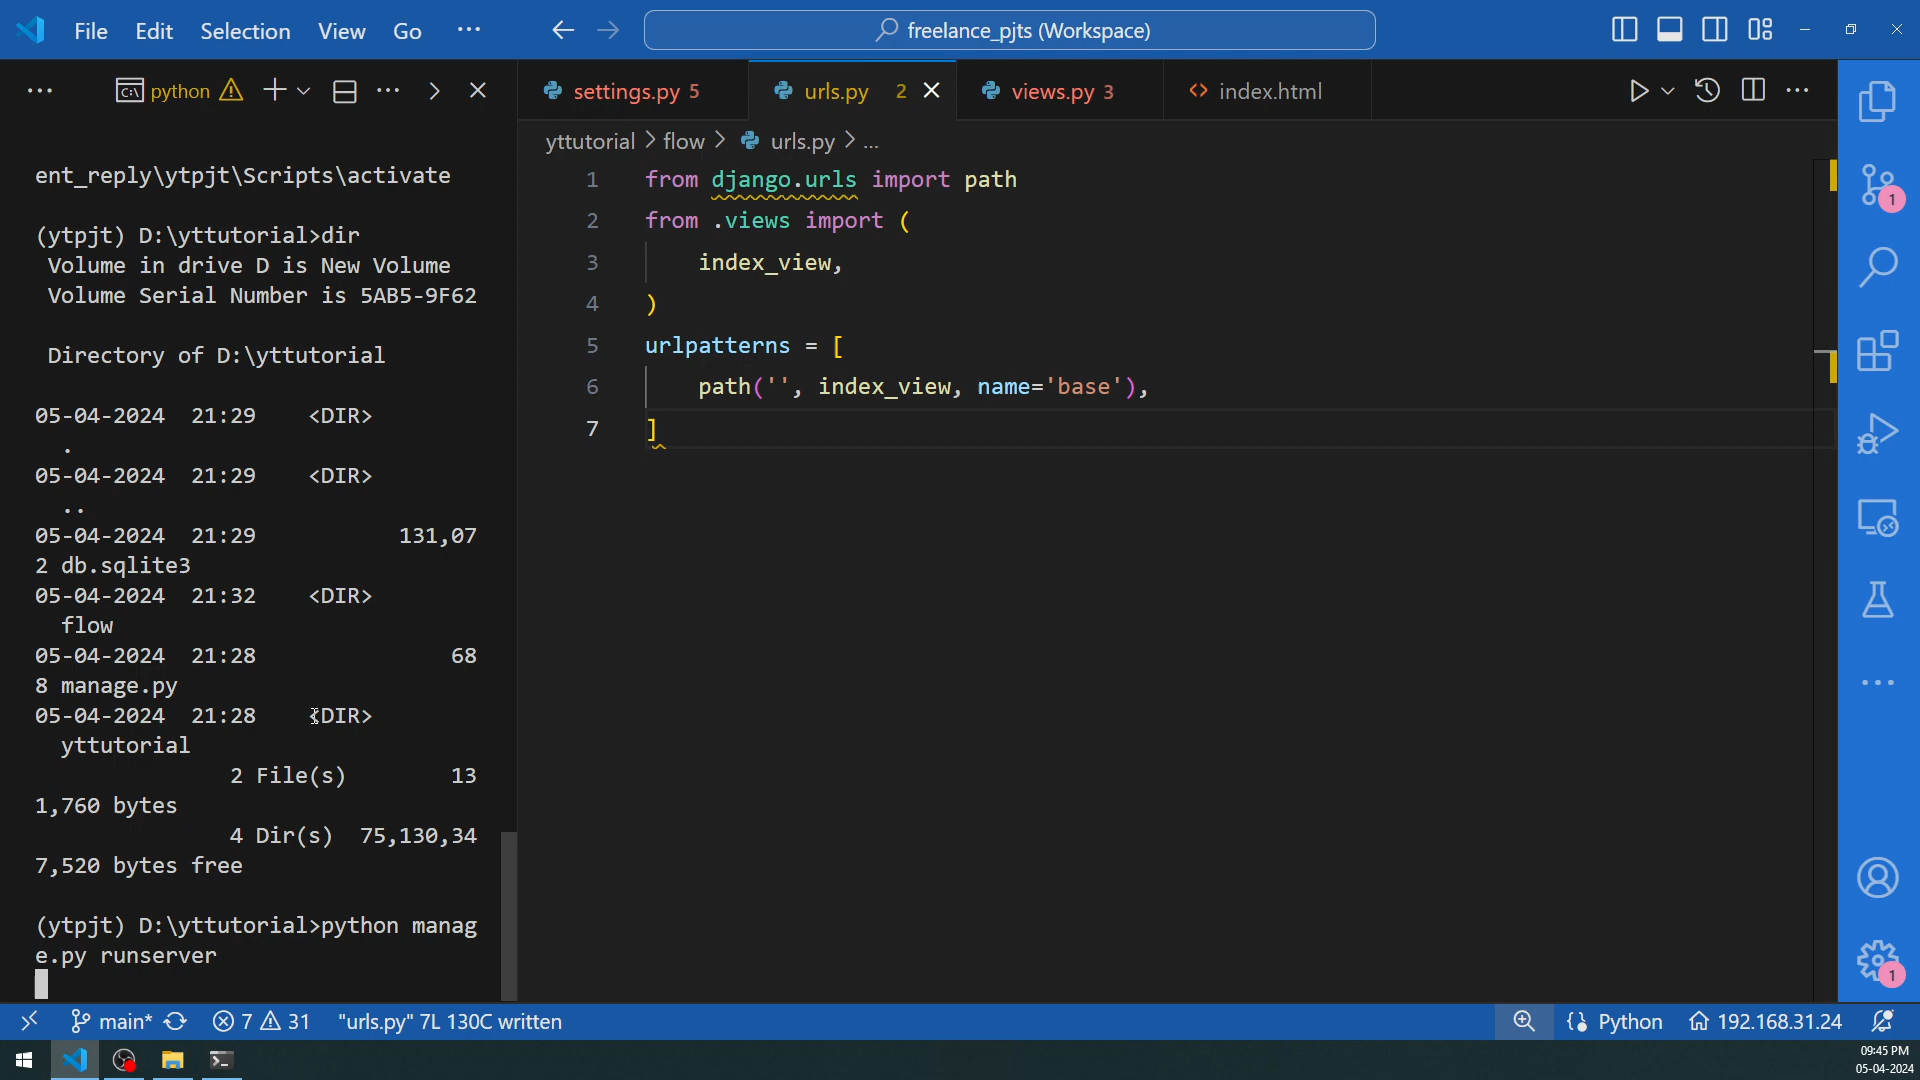 File Edit Selection View Go ··· freelance_pjts (Workspace)
··· python ···
settings.py 5 urls.py 2 views.py 3 index.html ···
yttutorial > flow > urls.py > ...
ent_reply\ytpjt\Scripts\activate
(ytpjt) D:\yttutorial>dir
Volume in drive D is New Volume
Volume Serial Number is 5AB5-9F62
Directory of D:\yttutorial
05-04-2024 21:29 <DIR>
.
05-04-2024 21:29 <DIR>
..
05-04-2024 21:29 131,07
2 db.sqlite3
05-04-2024 21:32 <DIR>
flow
05-04-2024 21:28 68
8 manage.py
05-04-2024 21:28 <DIR>
yttutorial
2 File(s) 13
1,760 bytes
4 Dir(s) 75,130,34
7,520 bytes free
(ytpjt) D:\yttutorial>python manag
e.py runserver
1 from django.urls import path
2 from .views import (
3 index_view,
4 )
5 urlpatterns = [
6 path('', index_view, name='base'),
7 ]
1
1
main* 7 31 "urls.py" 7L 130C written Python 192.168.31.24
09:45 PM
05-04-2024